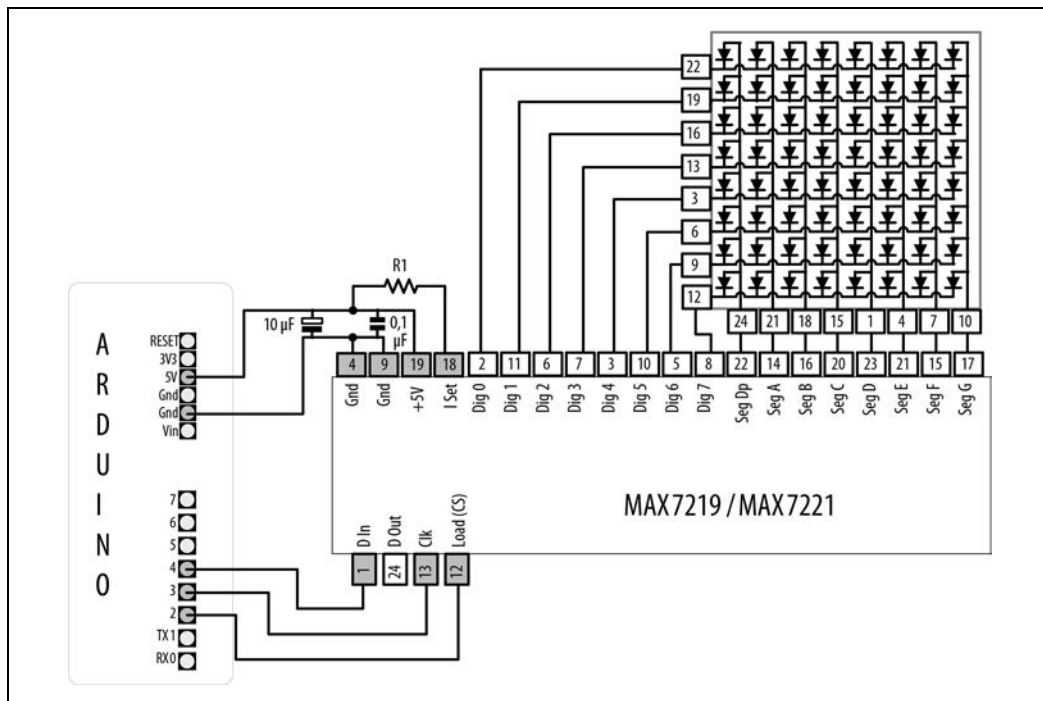 22
19
16
13
3
6
9
12
24 21 18 15 1 4 7 10
R1
10 µF
0,1
µF
4 9 19 18 2 11 6 7 3 10 5 8 22 14 16 20 23 21 15 17
Gnd Gnd +5V I Set Dig 0 Dig 1 Dig 2 Dig 3 Dig 4 Dig 5 Dig 6 Dig 7 Seg Dp Seg A Seg B Seg C Seg D Seg E Seg F Seg G
ARDUINO
RESET
3V3
5V
Gnd
Gnd
Vin
7
6
5
4
3
2
TX1
RX0
MAX7219 / MAX7221
D In D Out Clk Load (CS)
1 24 13 12